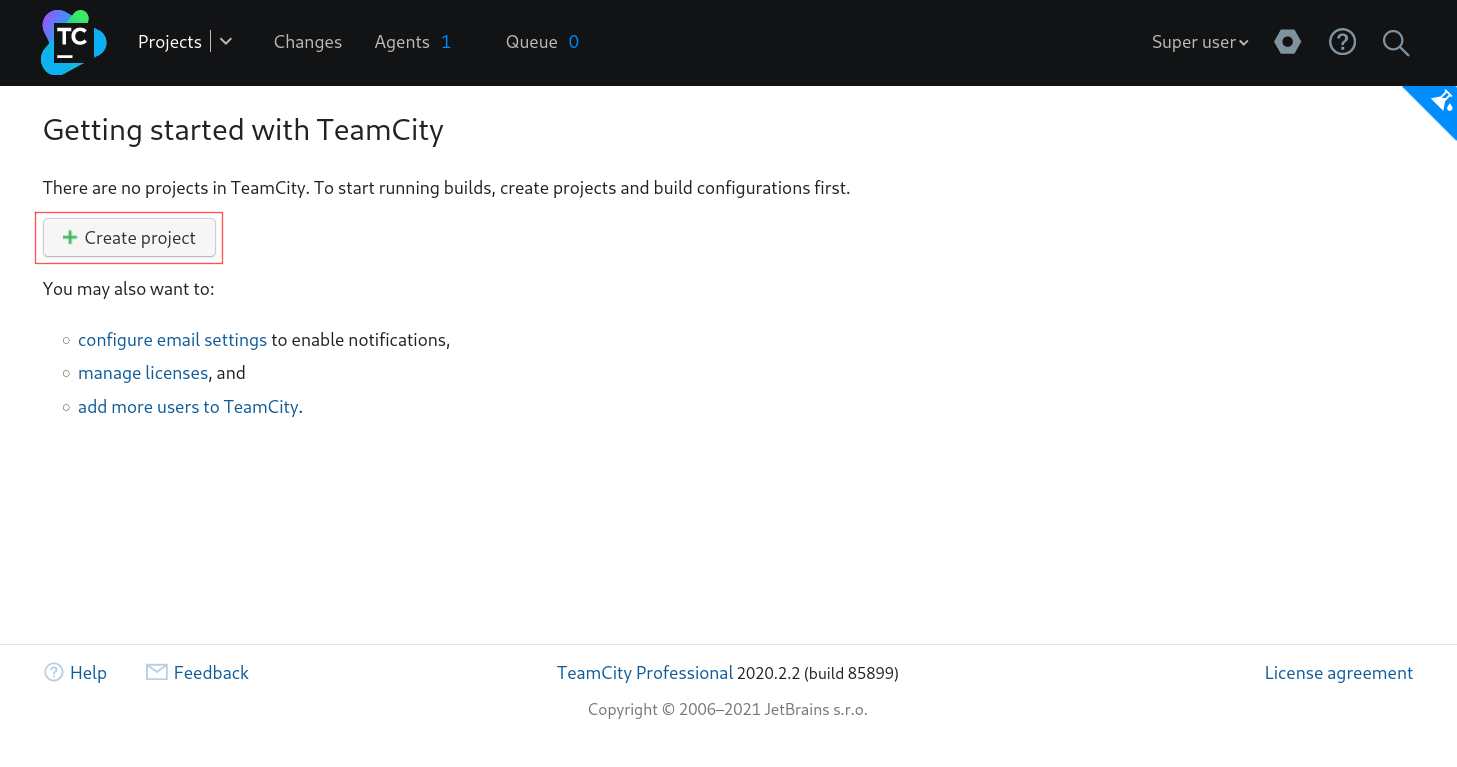 TC
Projects Changes Agents 1 Queue 0 Super user
Getting started with TeamCity
There are no projects in TeamCity. To start running builds, create projects and build configurations first.
Create project
You may also want to:
configure email settings to enable notifications,
manage licenses, and
add more users to TeamCity.
Help Feedback TeamCity Professional 2020.2.2 (build 85899) License agreement
Copyright © 2006–2021 JetBrains s.r.o.